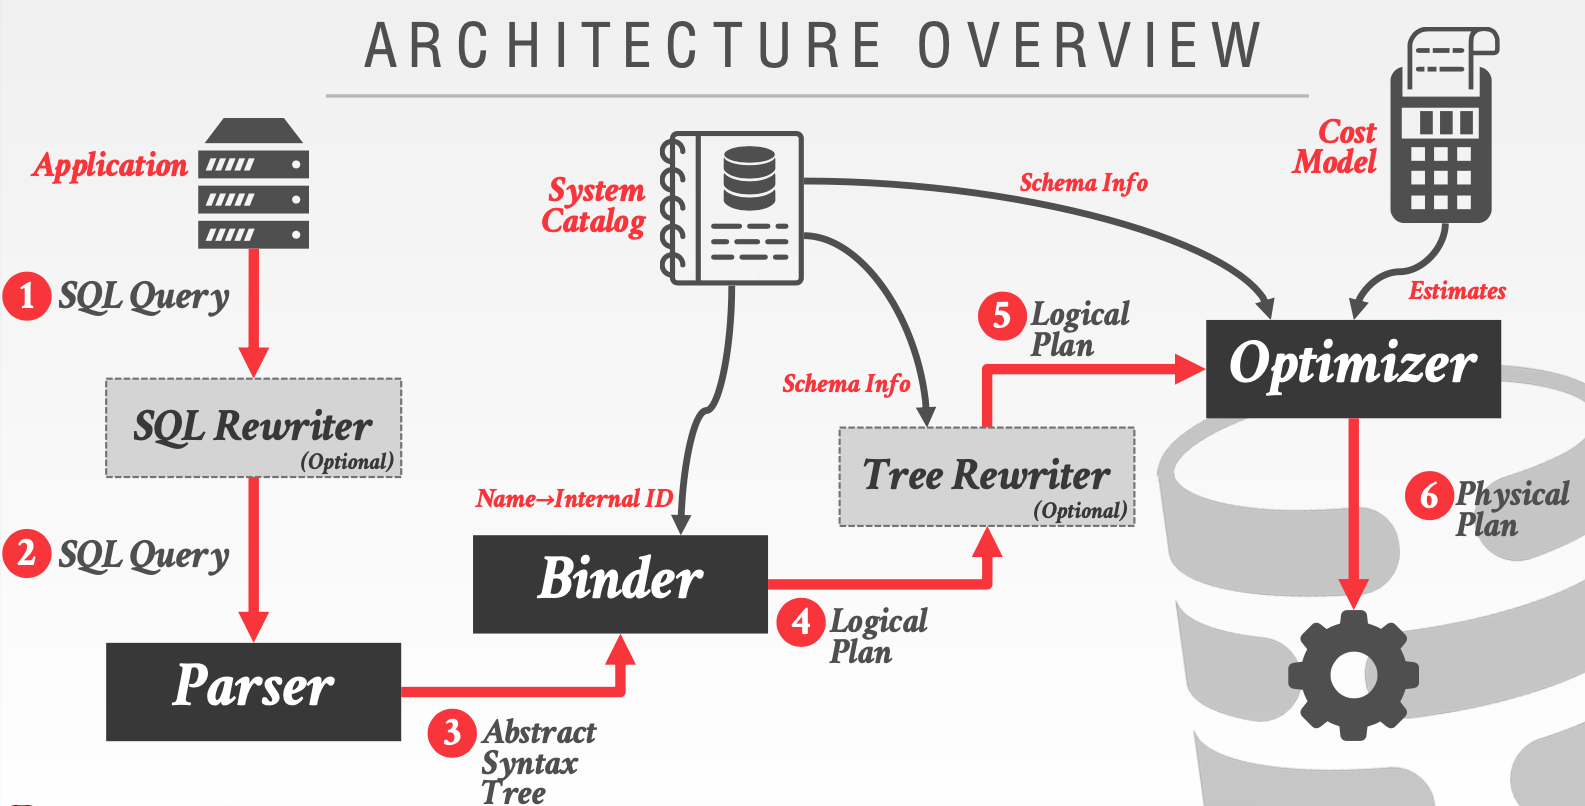 ARCHITECTURE OVERVIEW
Application
1 SQL Query
SQL Rewriter
(Optional)
2 SQL Query
Parser
3 Abstract
Syntax
Tree
System
Catalog
Name→Internal ID
Binder
4 Logical
Plan
Schema Info
Tree Rewriter
(Optional)
5 Logical
Plan
Schema Info
Cost
Model
Estimates
Optimizer
6 Physical
Plan